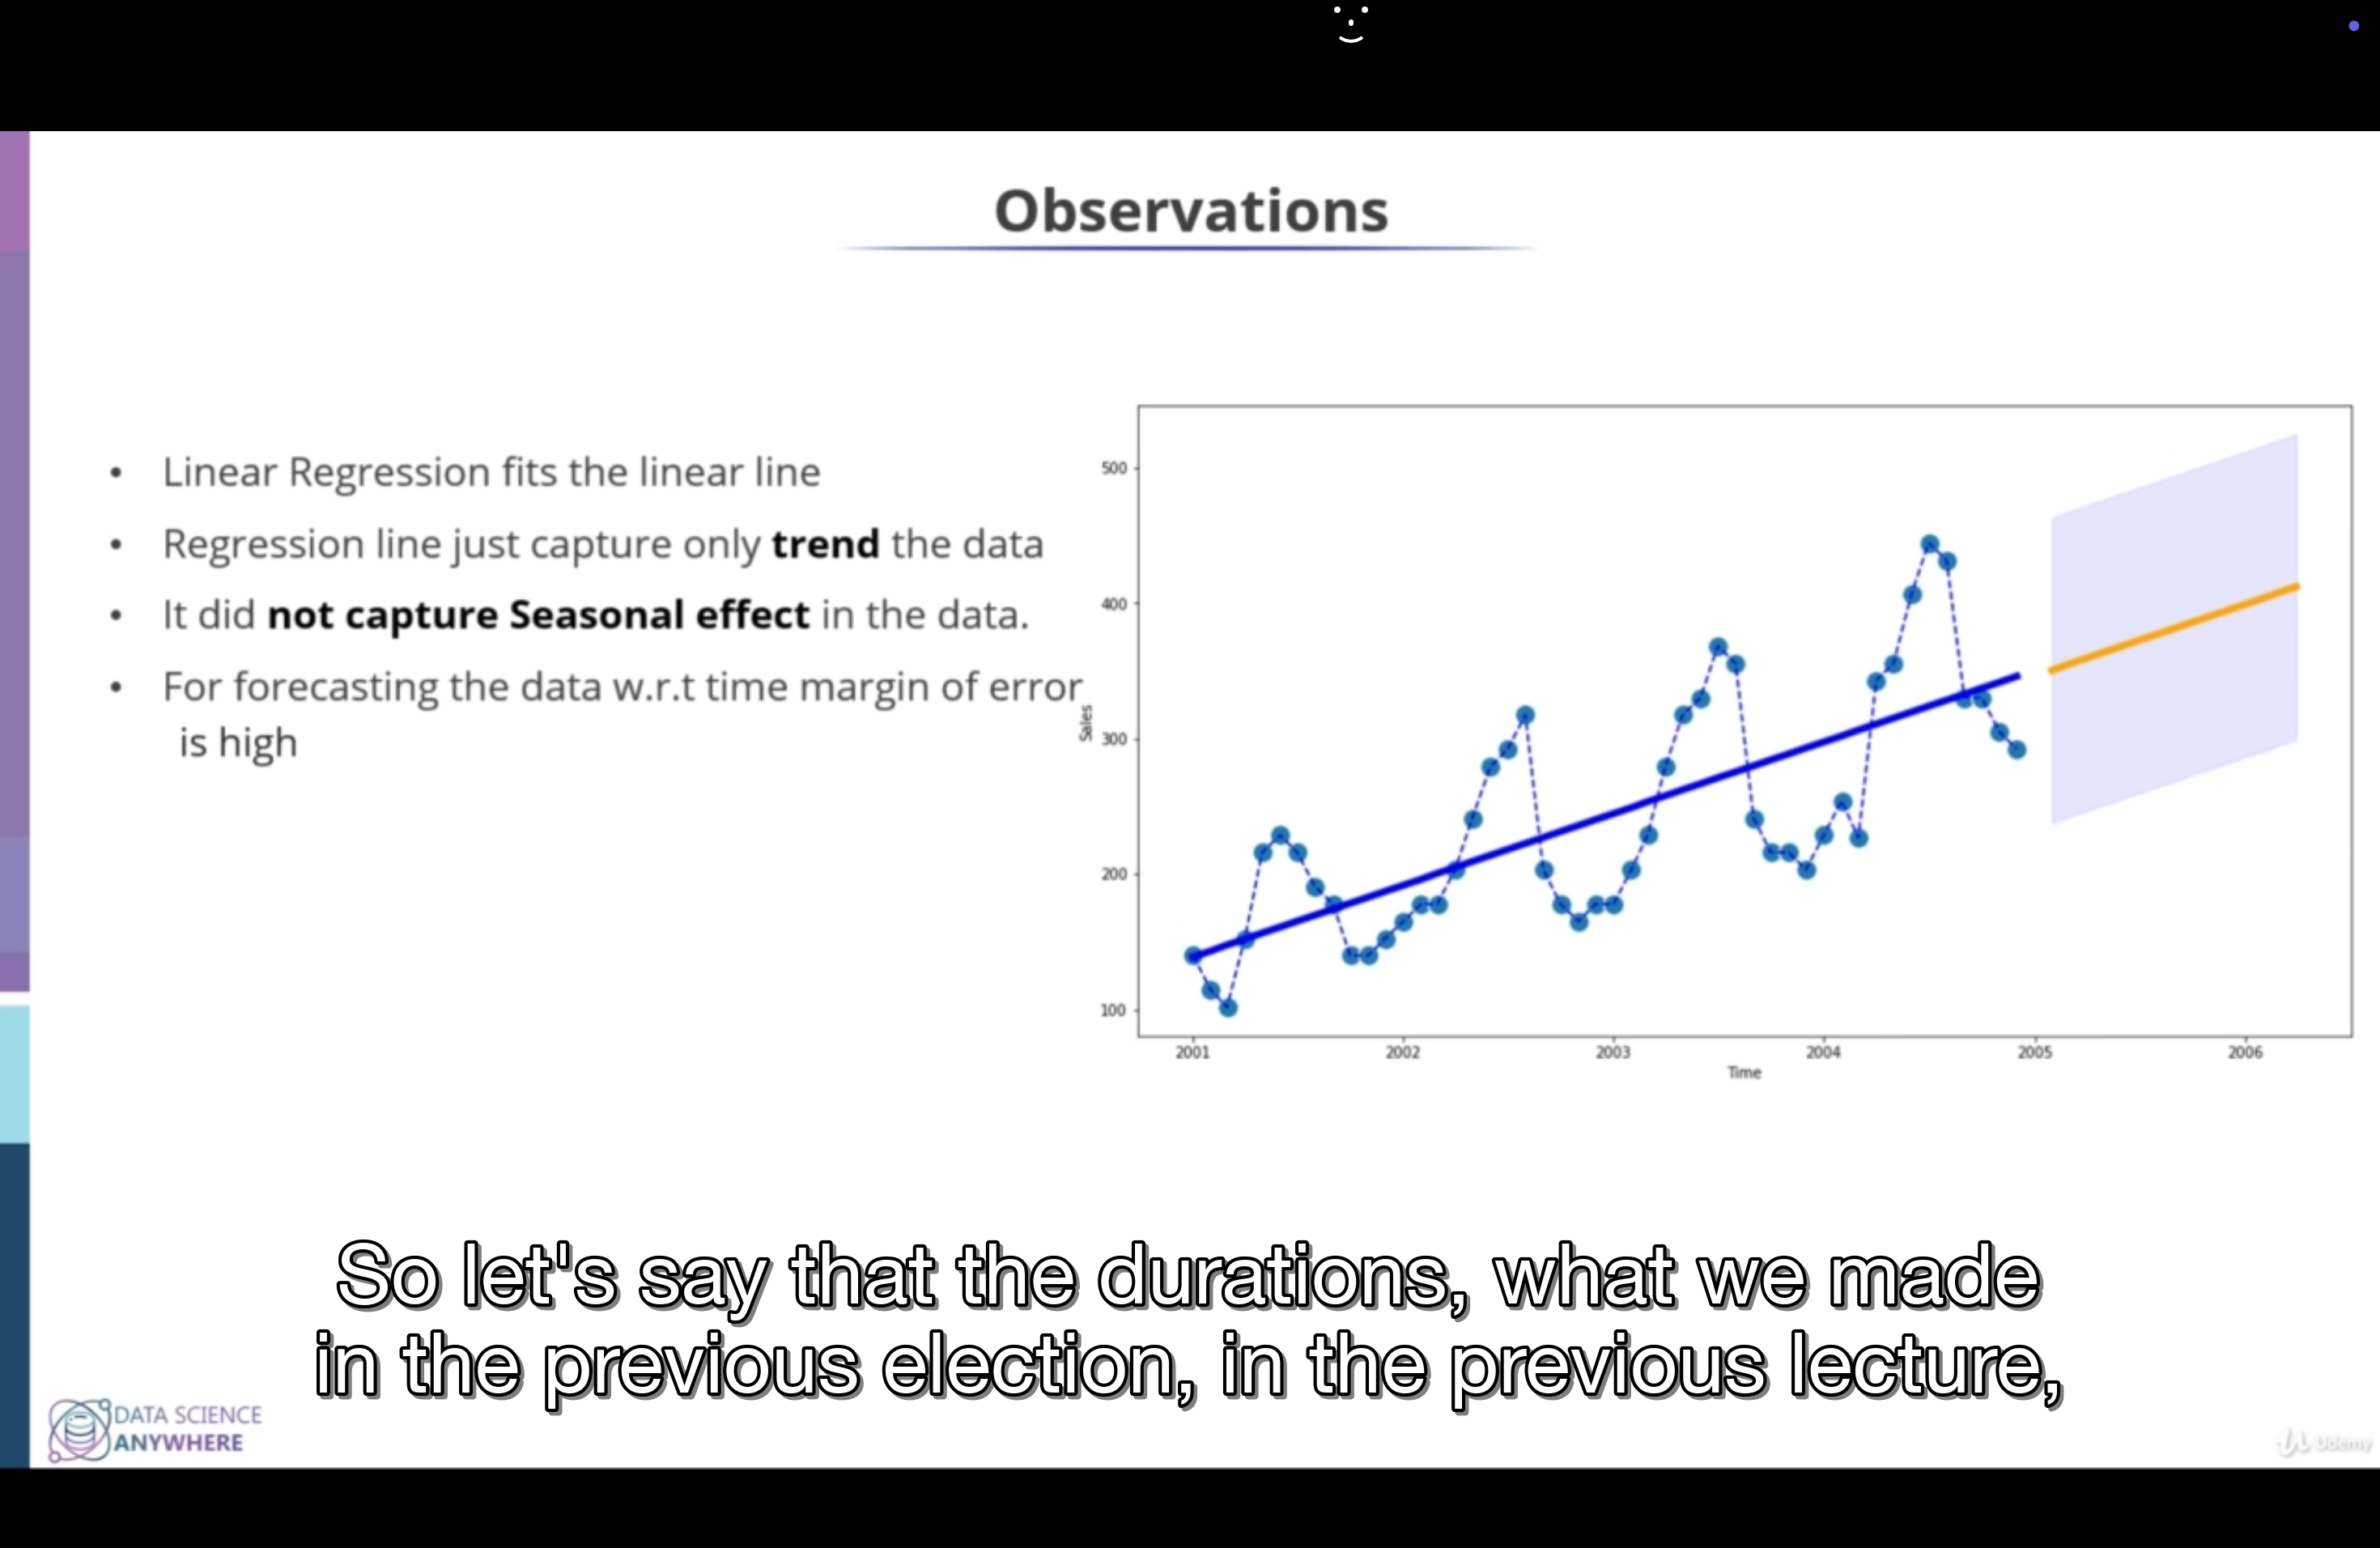 Observations
• Linear Regression fits the linear line
• Regression line just capture only trend the data
• It did not capture Seasonal effect in the data.
• For forecasting the data w.r.t time margin of error
is high
500
400
300
200
100
Sales
2001 2002 2003 2004 2005 2006
Time
So let's say that the durations, what we made
in the previous election, in the previous lecture,
DATA SCIENCE
ANYWHERE
Udemy